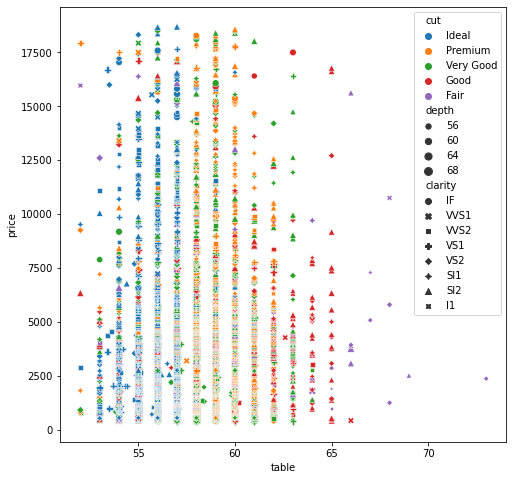 cut
Ideal
Premium
Very Good
Good
Fair
depth
56
60
64
68
clarity
IF
VVS1
VVS2
VS1
VS2
SI1
SI2
I1
17500
15000
12500
10000
7500
5000
2500
0
price
55
60
65
70
table